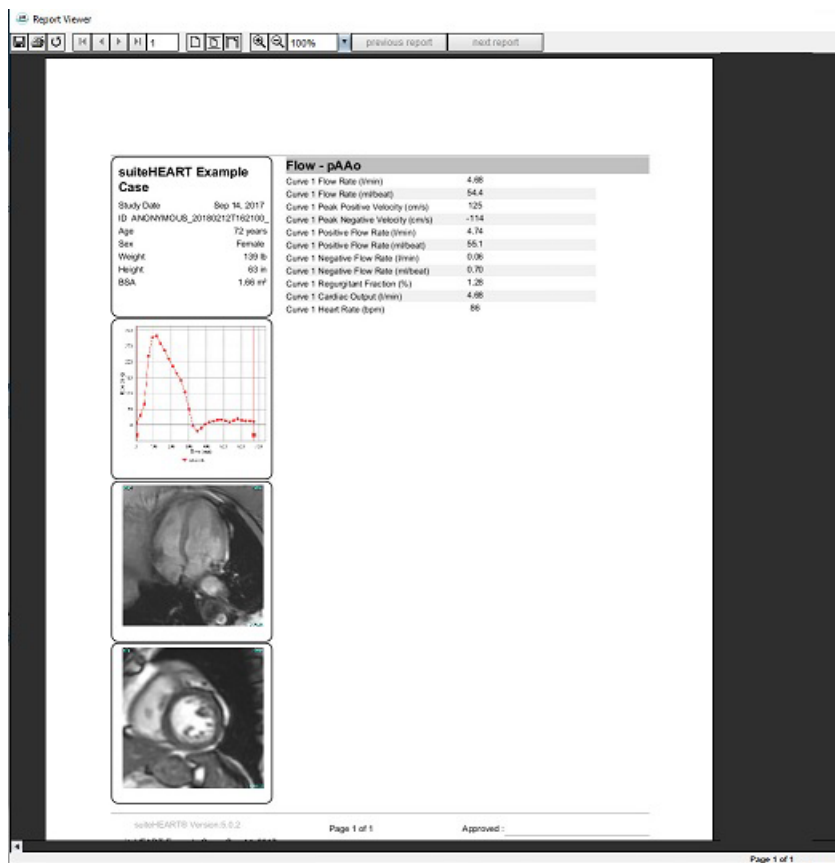 Report Viewer
1 100% previous report next report
suiteHEART Example
Case
Study Date Sep 14, 2017
ID ANONYMOUS_20180212T162100_
Age 72 years
Sex Female
Weight 139 lb
Height 63 in
BSA 1.66 m²
Flow - pAAo
Curve 1 Flow Rate (l/min) 4.68
Curve 1 Flow Rate (ml/beat) 54.4
Curve 1 Peak Positive Velocity (cm/s) 125
Curve 1 Peak Negative Velocity (cm/s) -114
Curve 1 Positive Flow Rate (l/min) 4.74
Curve 1 Positive Flow Rate (ml/beat) 55.1
Curve 1 Negative Flow Rate (l/min) 0.06
Curve 1 Negative Flow Rate (ml/beat) 0.70
Curve 1 Regurgitant Fraction (%) 1.28
Curve 1 Cardiac Output (l/min) 4.68
Curve 1 Heart Rate (bpm) 86
suiteHEART® Version 5.0.2
Page 1 of 1
Approved :
Page 1 of 1